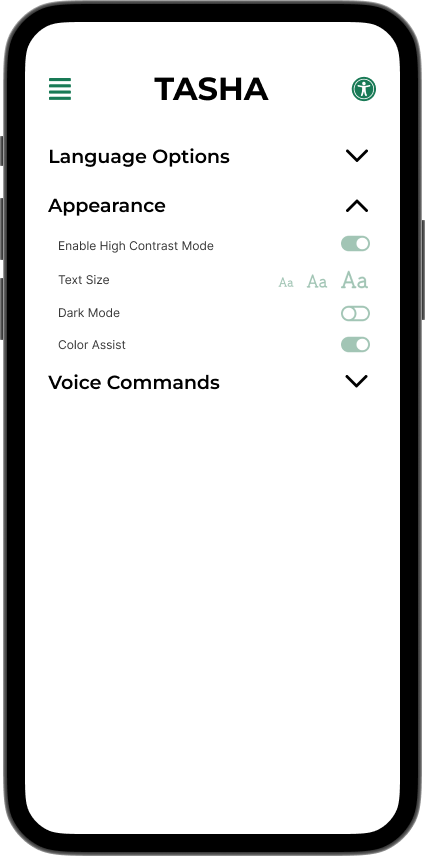 TASHA
Language Options
Appearance
Enable High Contrast Mode
Text Size Aa Aa Aa
Dark Mode
Color Assist
Voice Commands